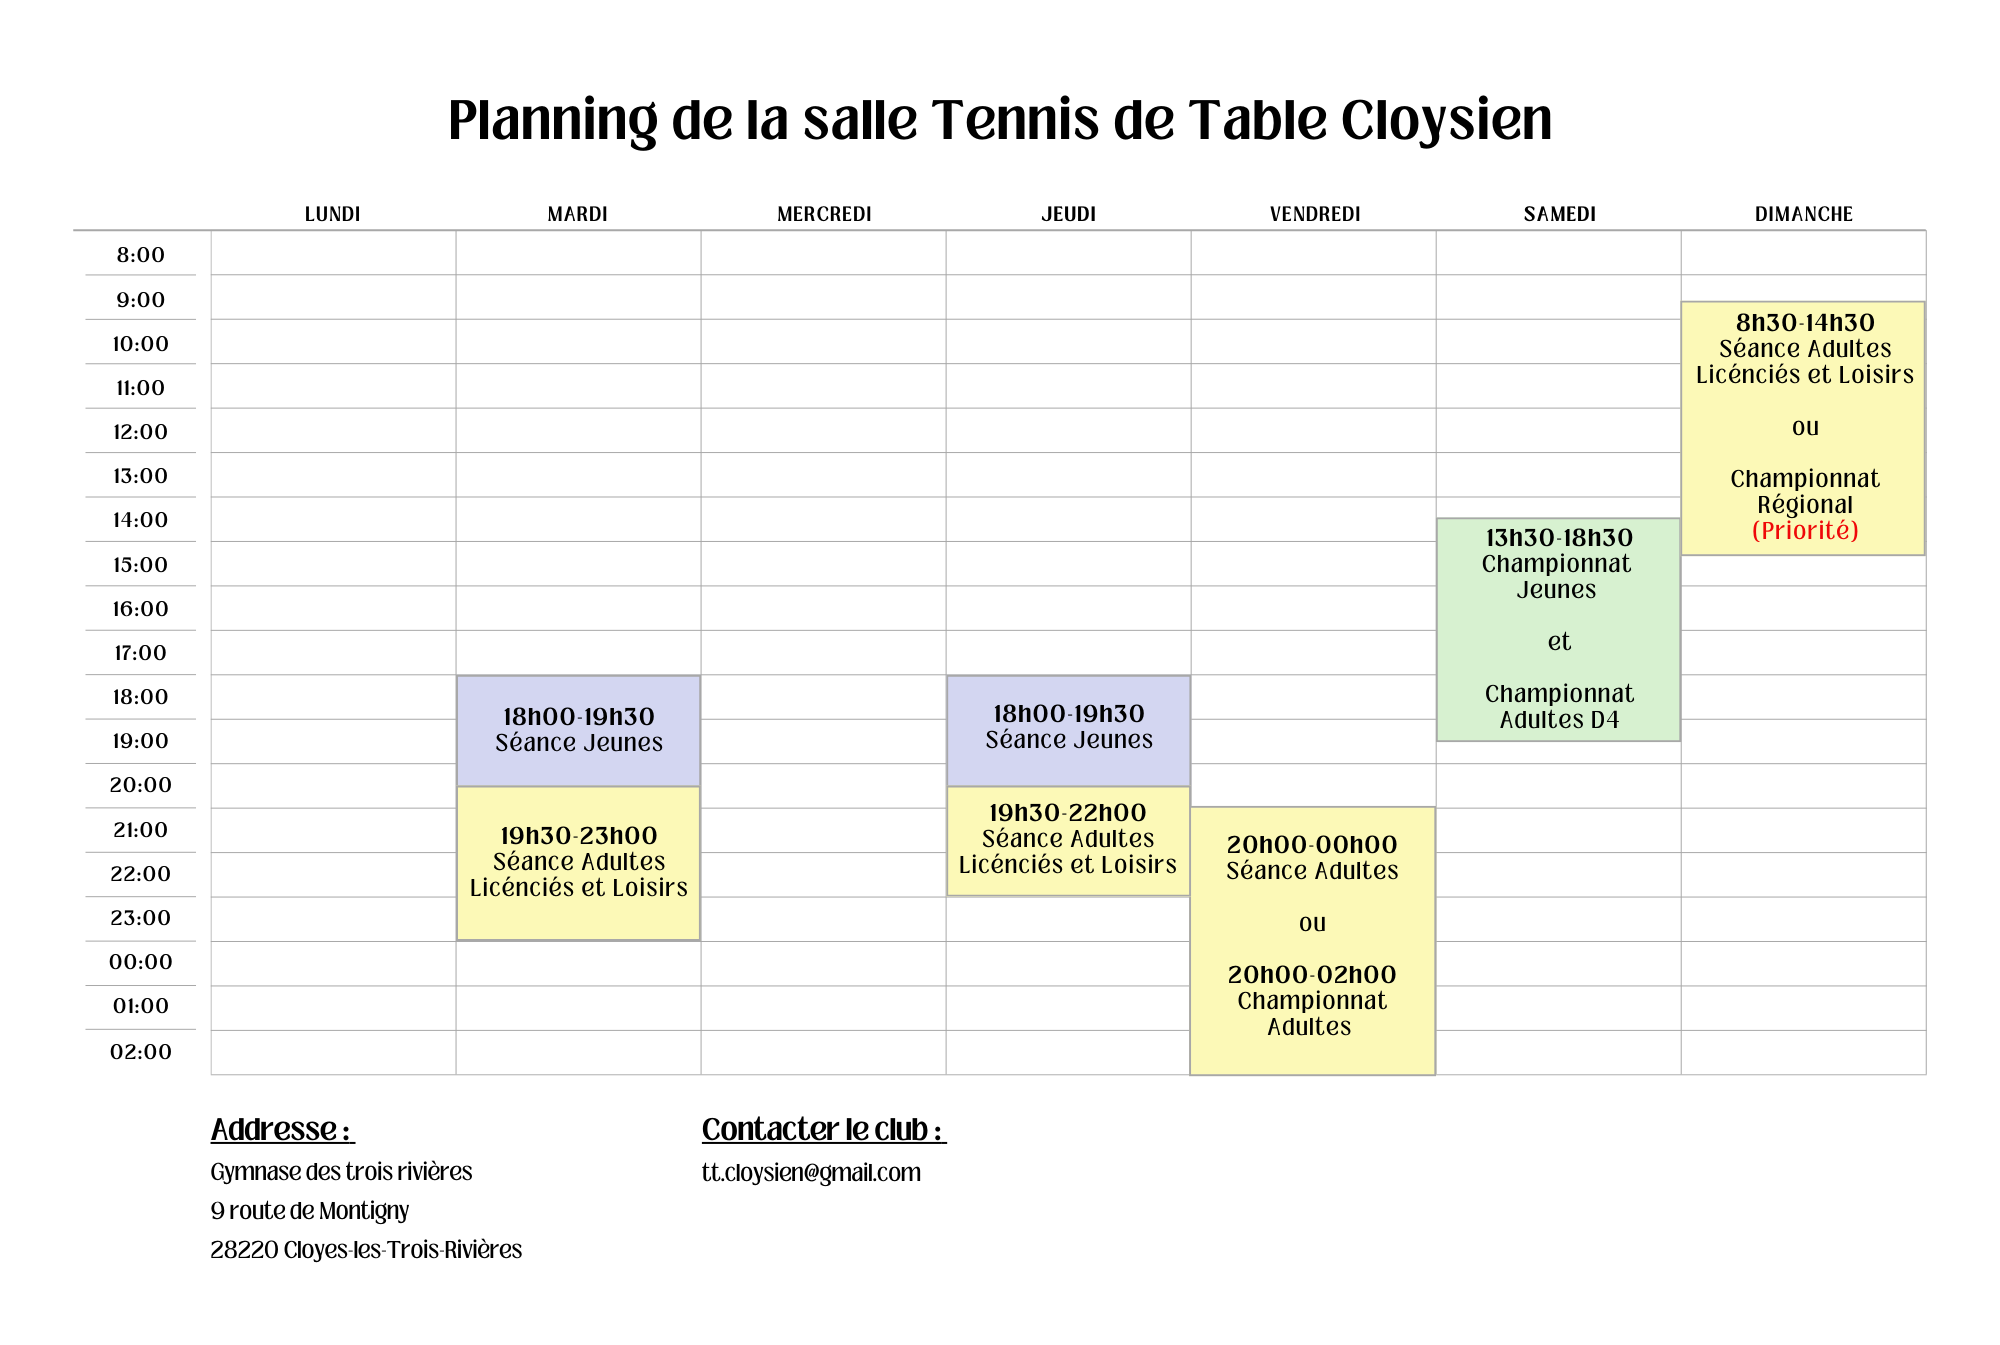 Planning de la salle Tennis de Table Cloysien
LUNDI MARDI MERCREDI JEUDI VENDREDI SAMEDI DIMANCHE
8:00
9:00
10:00
11:00
12:00
13:00
14:00
15:00
16:00
17:00
18:00
19:00
20:00
21:00
22:00
23:00
00:00
01:00
02:00
18h00-19h30
Séance Jeunes
19h30-23h00
Séance Adultes
Licénciés et Loisirs
18h00-19h30
Séance Jeunes
19h30-22h00
Séance Adultes
Licénciés et Loisirs
20h00-00h00
Séance Adultes
ou
20h00-02h00
Championnat
Adultes
13h30-18h30
Championnat
Jeunes
et
Championnat
Adultes D4
8h30-14h30
Séance Adultes
Licénciés et Loisirs
ou
Championnat
Régional
(Priorité)
Addresse :
Gymnase des trois rivières
9 route de Montigny
28220 Cloyes-les-Trois-Rivières
Contacter le club :
tt.cloysien@gmail.com